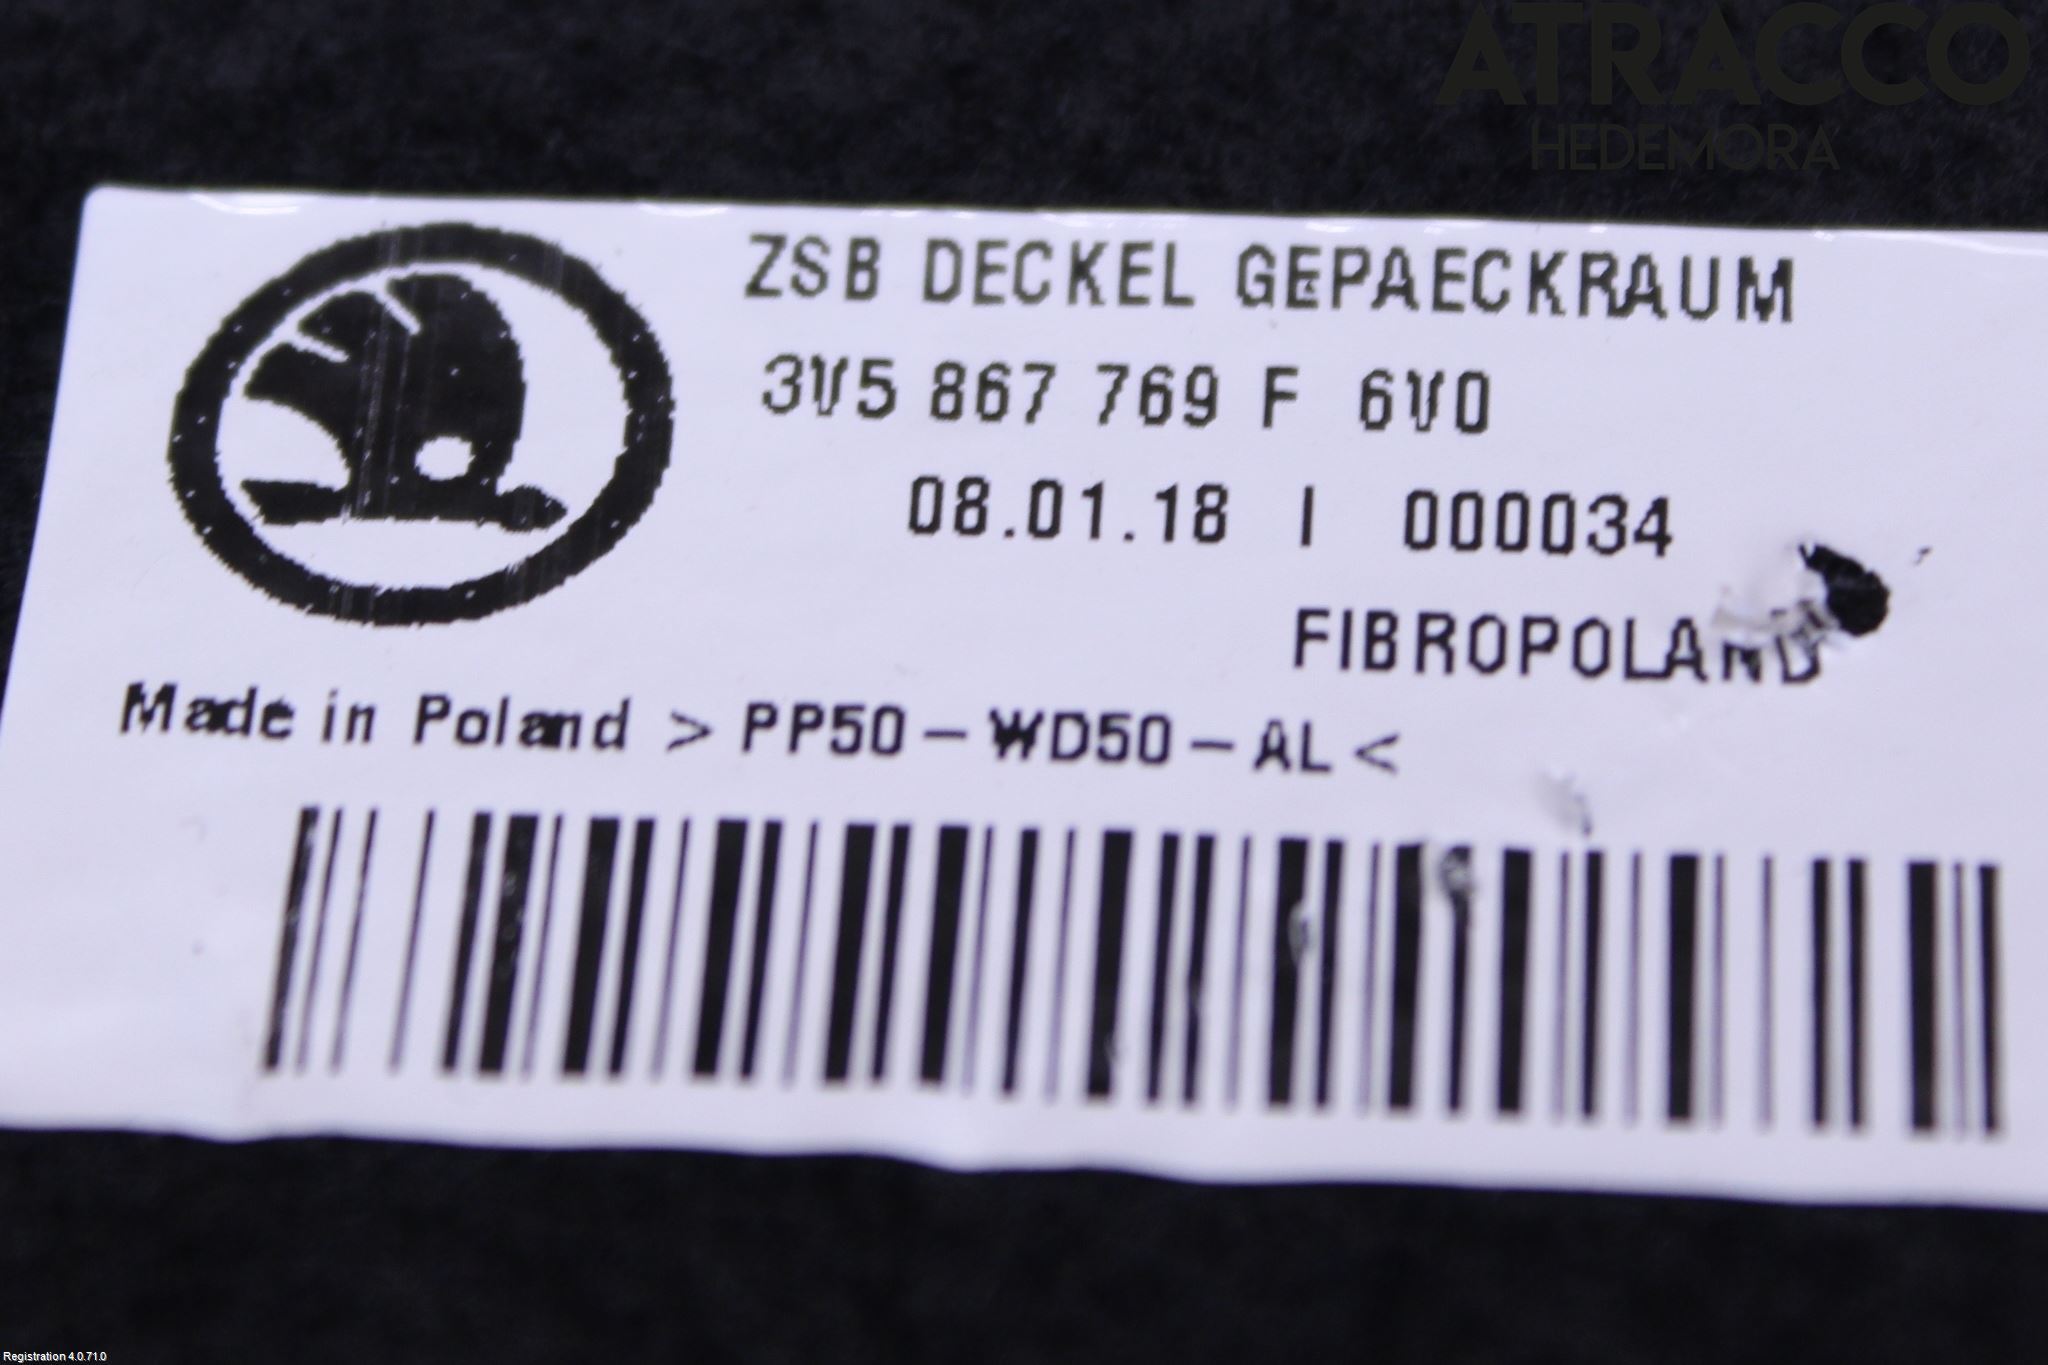 ATRACCO
HEDEMORA
ZSB DECKEL GEPAECKRAUM
3V5 867 769 F 6V0
08.01.18 I 000034
FIBROPOLAND
Made in Poland > PP50-WD50-AL <
Registration 4.0.71.0